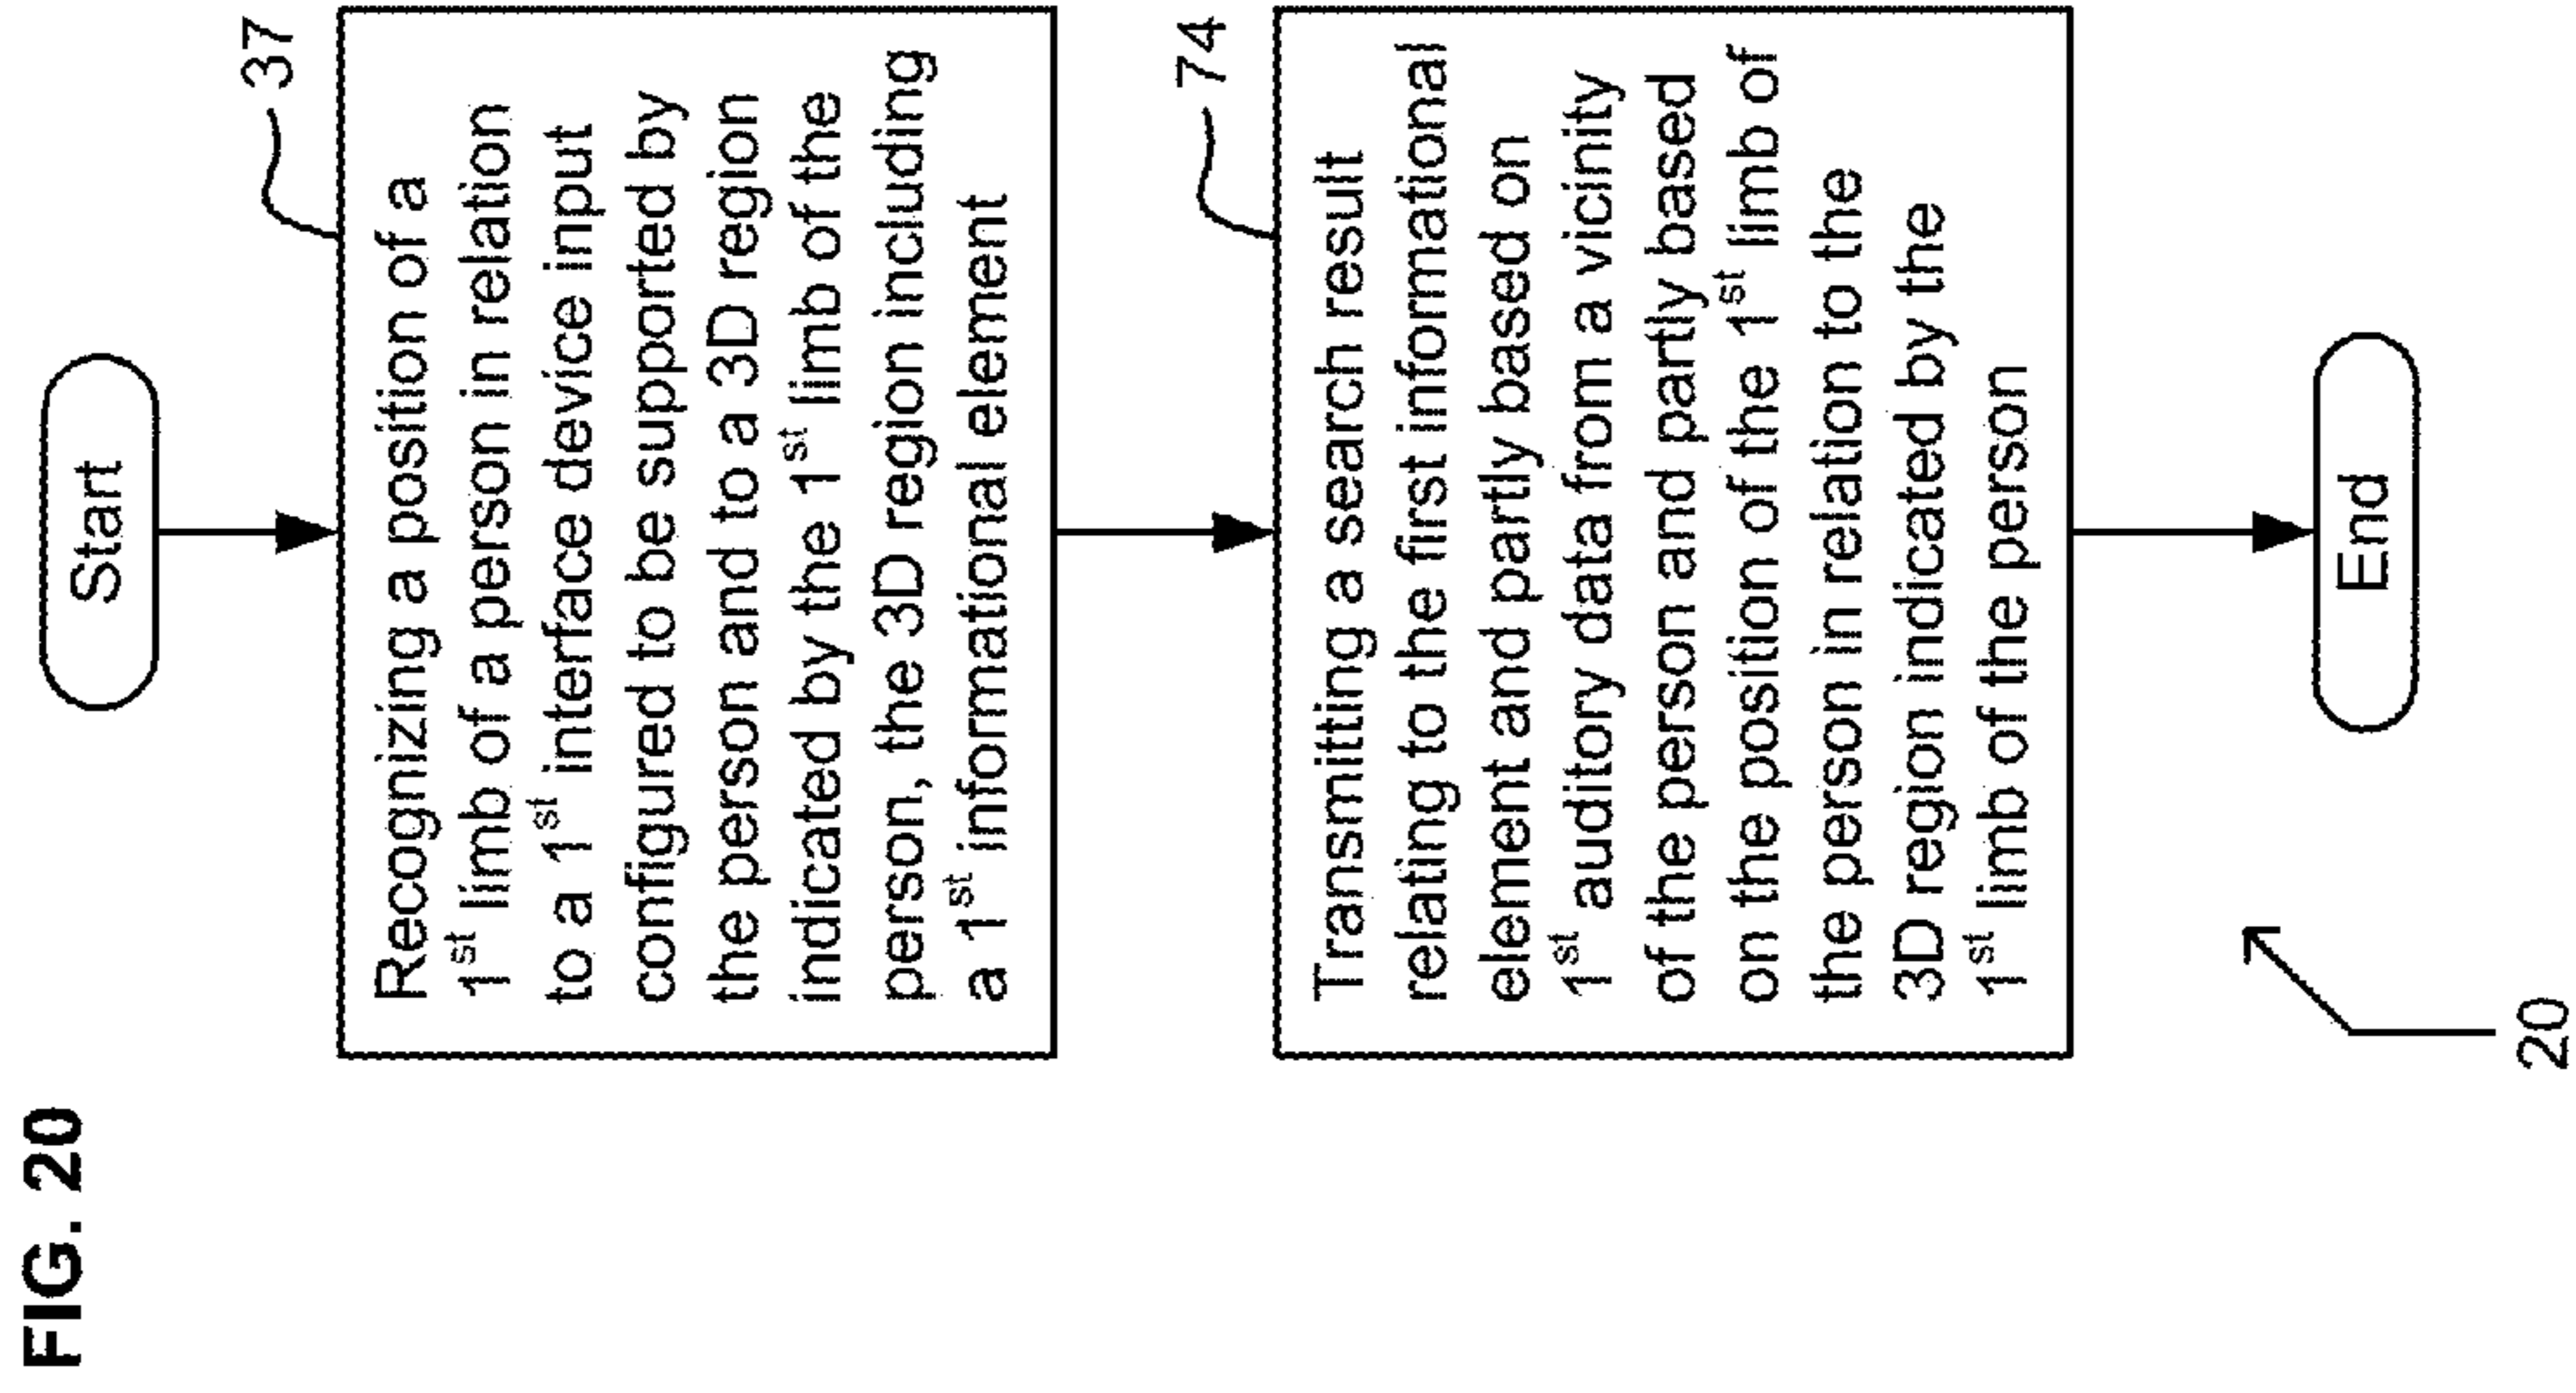 FIG. 20
Start
37
Recognizing a position of a
1st limb of a person in relation
to a 1st interface device input
configured to be supported by
the person and to a 3D region
indicated by the 1st limb of the
person, the 3D region including
a 1st informational element
74
Transmitting a search result
relating to the first informational
element and partly based on
1st auditory data from a vicinity
of the person and partly based
on the position of the 1st limb of
the person in relation to the
3D region indicated by the
1st limb of the person
End
20